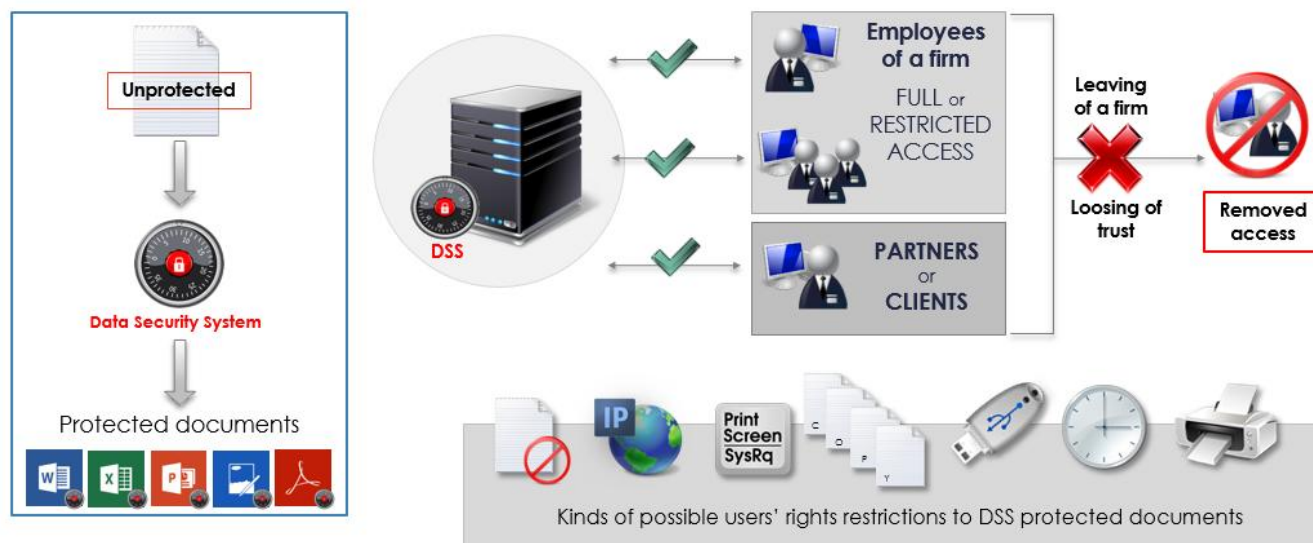 Unprotected
Data Security System
Protected documents
W
X
P
DSS
Employees
of a firm
FULL or
RESTRICTED
ACCESS
PARTNERS
or
CLIENTS
Leaving
of a firm
Loosing of
trust
Removed
access
IP
Print
Screen
SysRq
C
O
P
Y
Kinds of possible users' rights restrictions to DSS protected documents